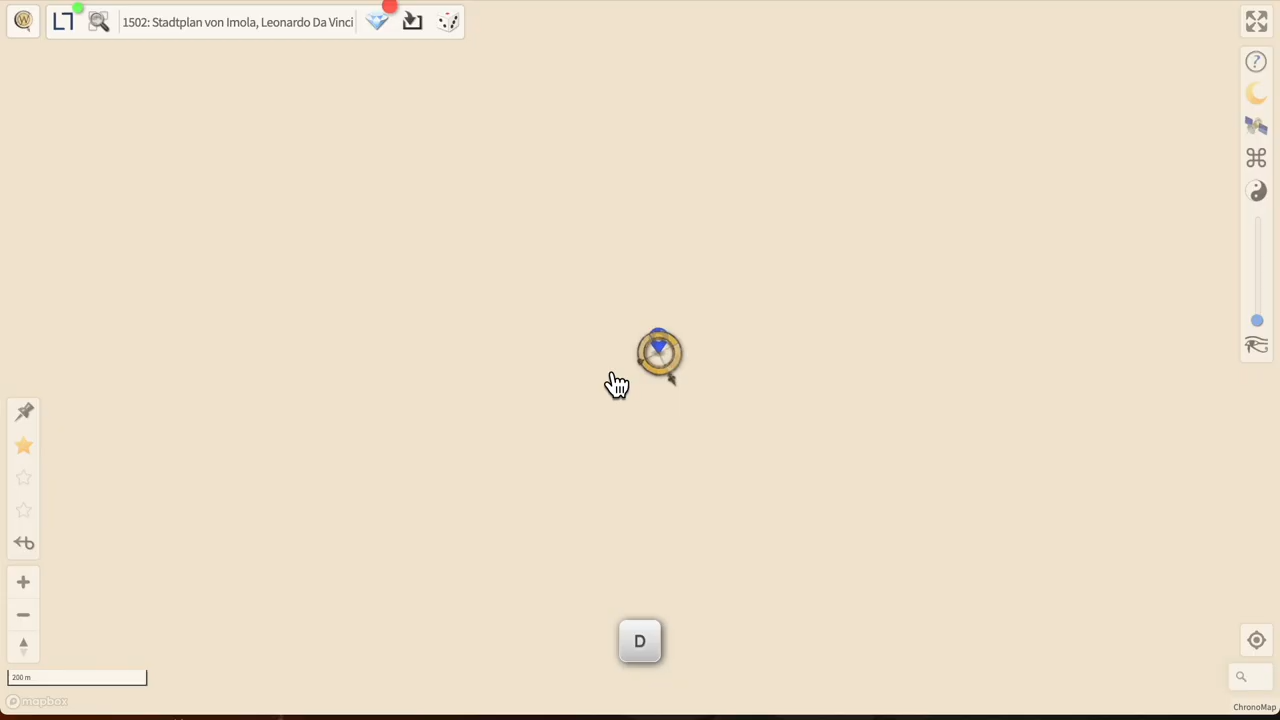 1502: Stadtplan von Imola, Leonardo Da Vinci
D
200 m
mapbox
ChronoMap